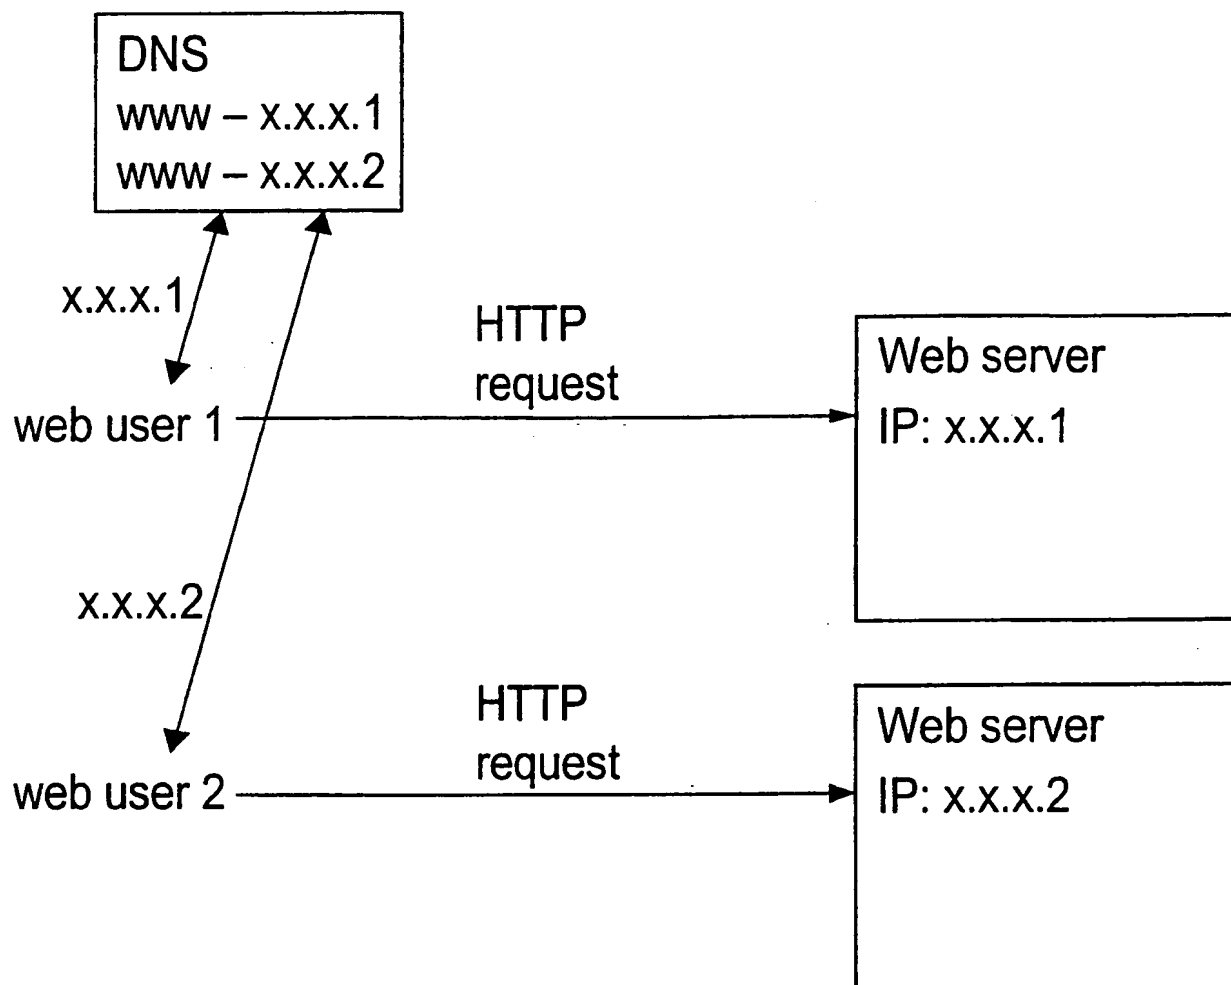 DNS
www – x.x.x.1
www – x.x.x.2
x.x.x.1
HTTP
request
web user 1
Web server
IP: x.x.x.1
x.x.x.2
HTTP
request
web user 2
Web server
IP: x.x.x.2